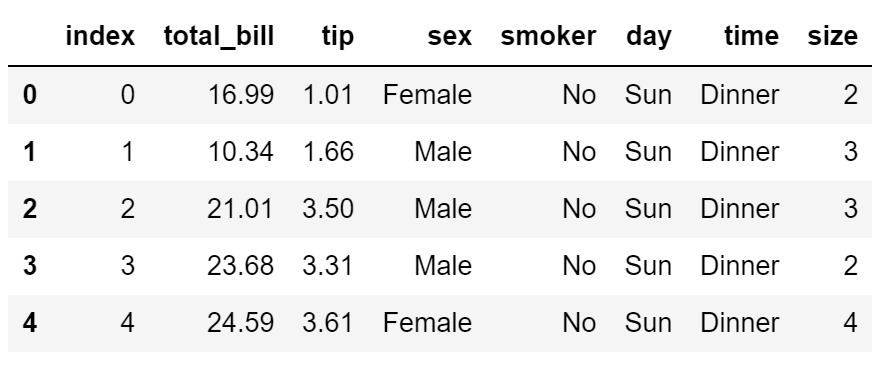 index total_bill tip sex smoker day time size
0 0 16.99 1.01 Female No Sun Dinner 2
1 1 10.34 1.66 Male No Sun Dinner 3
2 2 21.01 3.50 Male No Sun Dinner 3
3 3 23.68 3.31 Male No Sun Dinner 2
4 4 24.59 3.61 Female No Sun Dinner 4